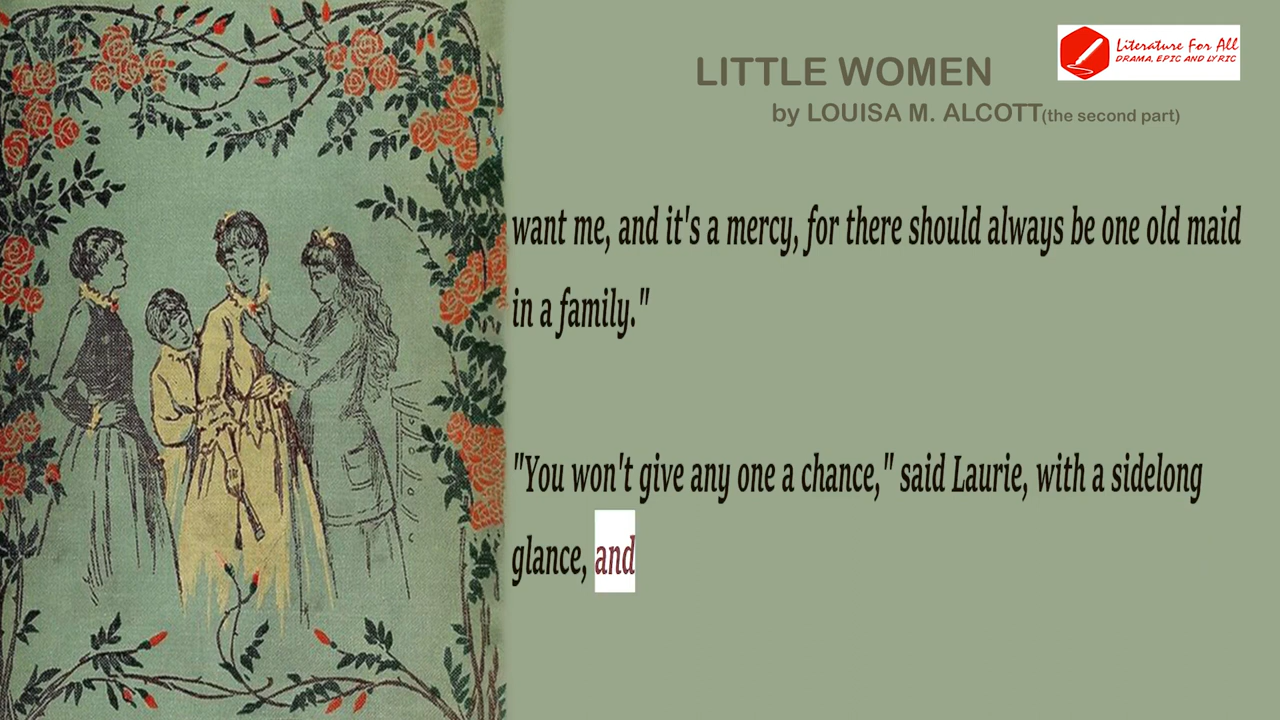 Literature For All
DRAMA, EPIC AND LYRIC
LITTLE WOMEN
by LOUISA M. ALCOTT(the second part)
want me, and it's a mercy, for there should always be one old maid
in a family."
"You won't give any one a chance," said Laurie, with a sidelong
glance, and